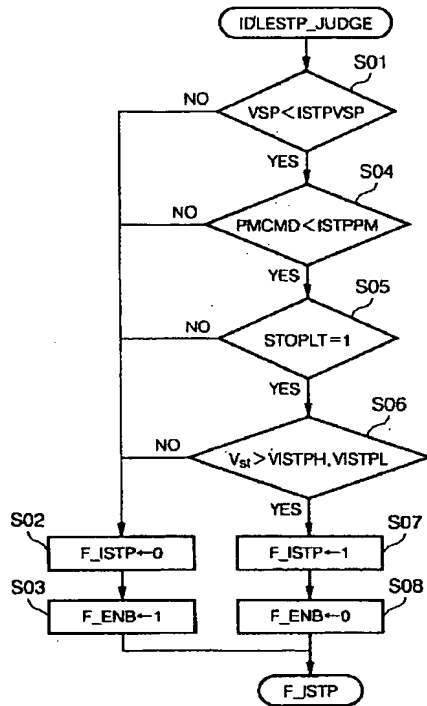 IDLESTP_JUDGE
S01
NO
VSP<ISTPVSP
YES
S04
NO
PMCMD<ISTPPM
YES
S05
NO
STOPLT=1
YES
S06
NO
Vst>VISTPH,VISTPL
YES
S02
S07
F_ISTP←0
F_ISTP←1
S03
S08
F_ENB←1
F_ENB←0
F_ISTP